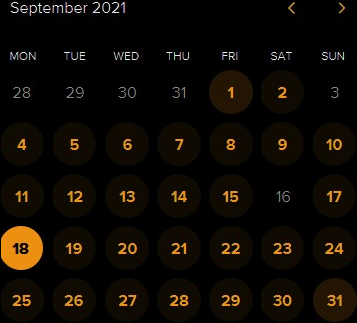 September 2021
MON TUE WED THU FRI SAT SUN
28 29 30 31 1 2 3
4 5 6 7 8 9 10
11 12 13 14 15 16 17
18 19 20 21 22 23 24
25 26 27 28 29 30 31